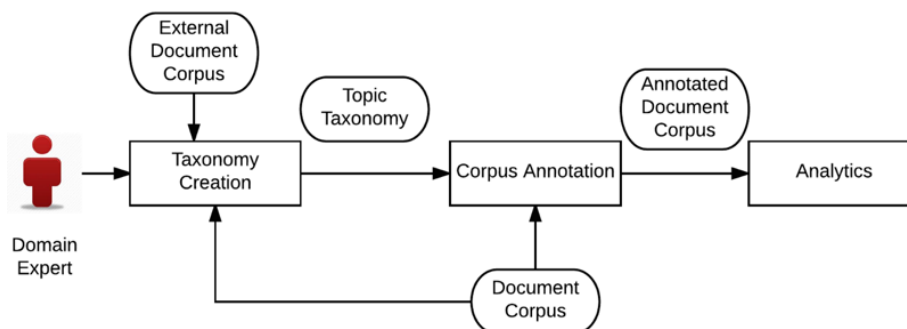 External
Document
Corpus
Topic
Taxonomy
Annotated
Document
Corpus
Taxonomy
Creation
Corpus Annotation
Analytics
Domain
Expert
Document
Corpus